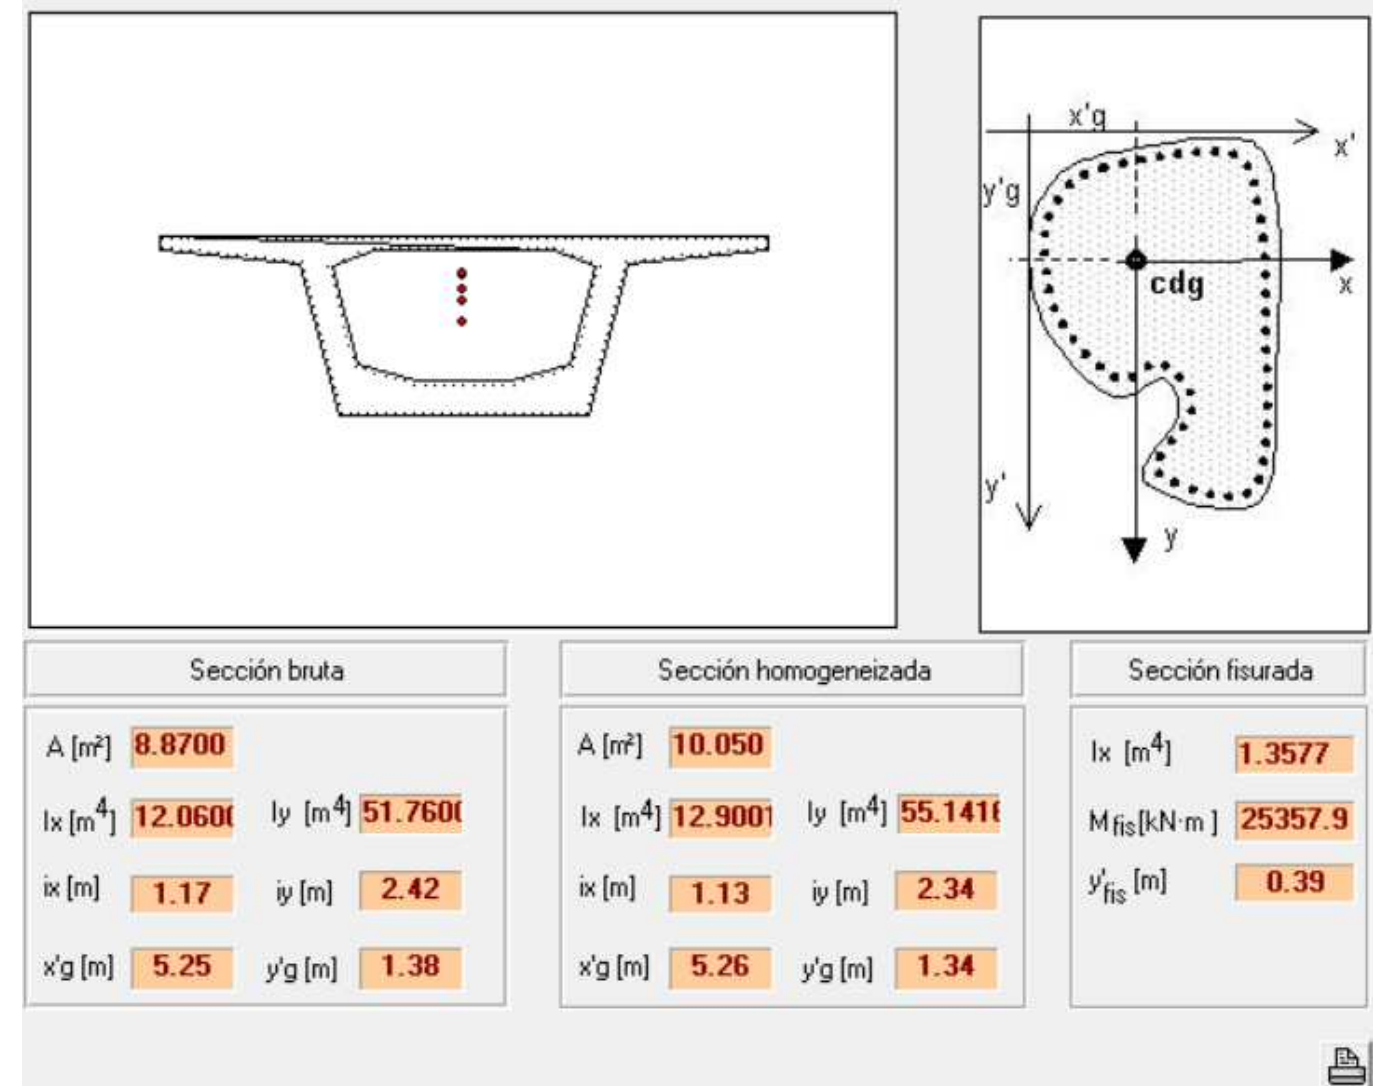 x'g
x'
y'g
cdg
x
y'
y
Sección bruta
A [m²] 8.8700
Ix [m4] 12.0600 Iy [m4] 51.7600
ix [m] 1.17 iy [m] 2.42
x'g [m] 5.25 y'g [m] 1.38
Sección homogeneizada
A [m²] 10.050
Ix [m4] 12.9001 Iy [m4] 55.1416
ix [m] 1.13 iy [m] 2.34
x'g [m] 5.26 y'g [m] 1.34
Sección fisurada
Ix [m4] 1.3577
Mfis[kN·m ] 25357.9
y'fis [m] 0.39